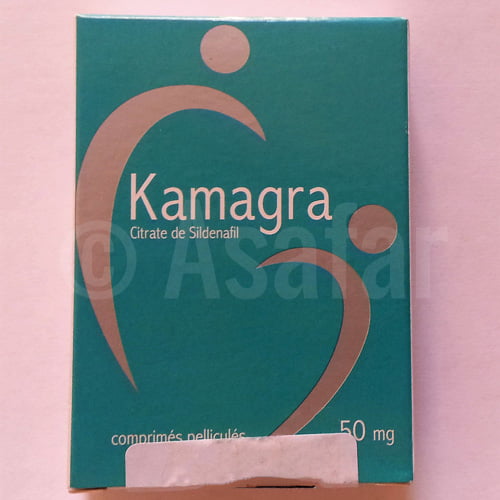 Kamagra
Citrate de Sildenafil
© Asafar
comprimés pelliculés 50 mg